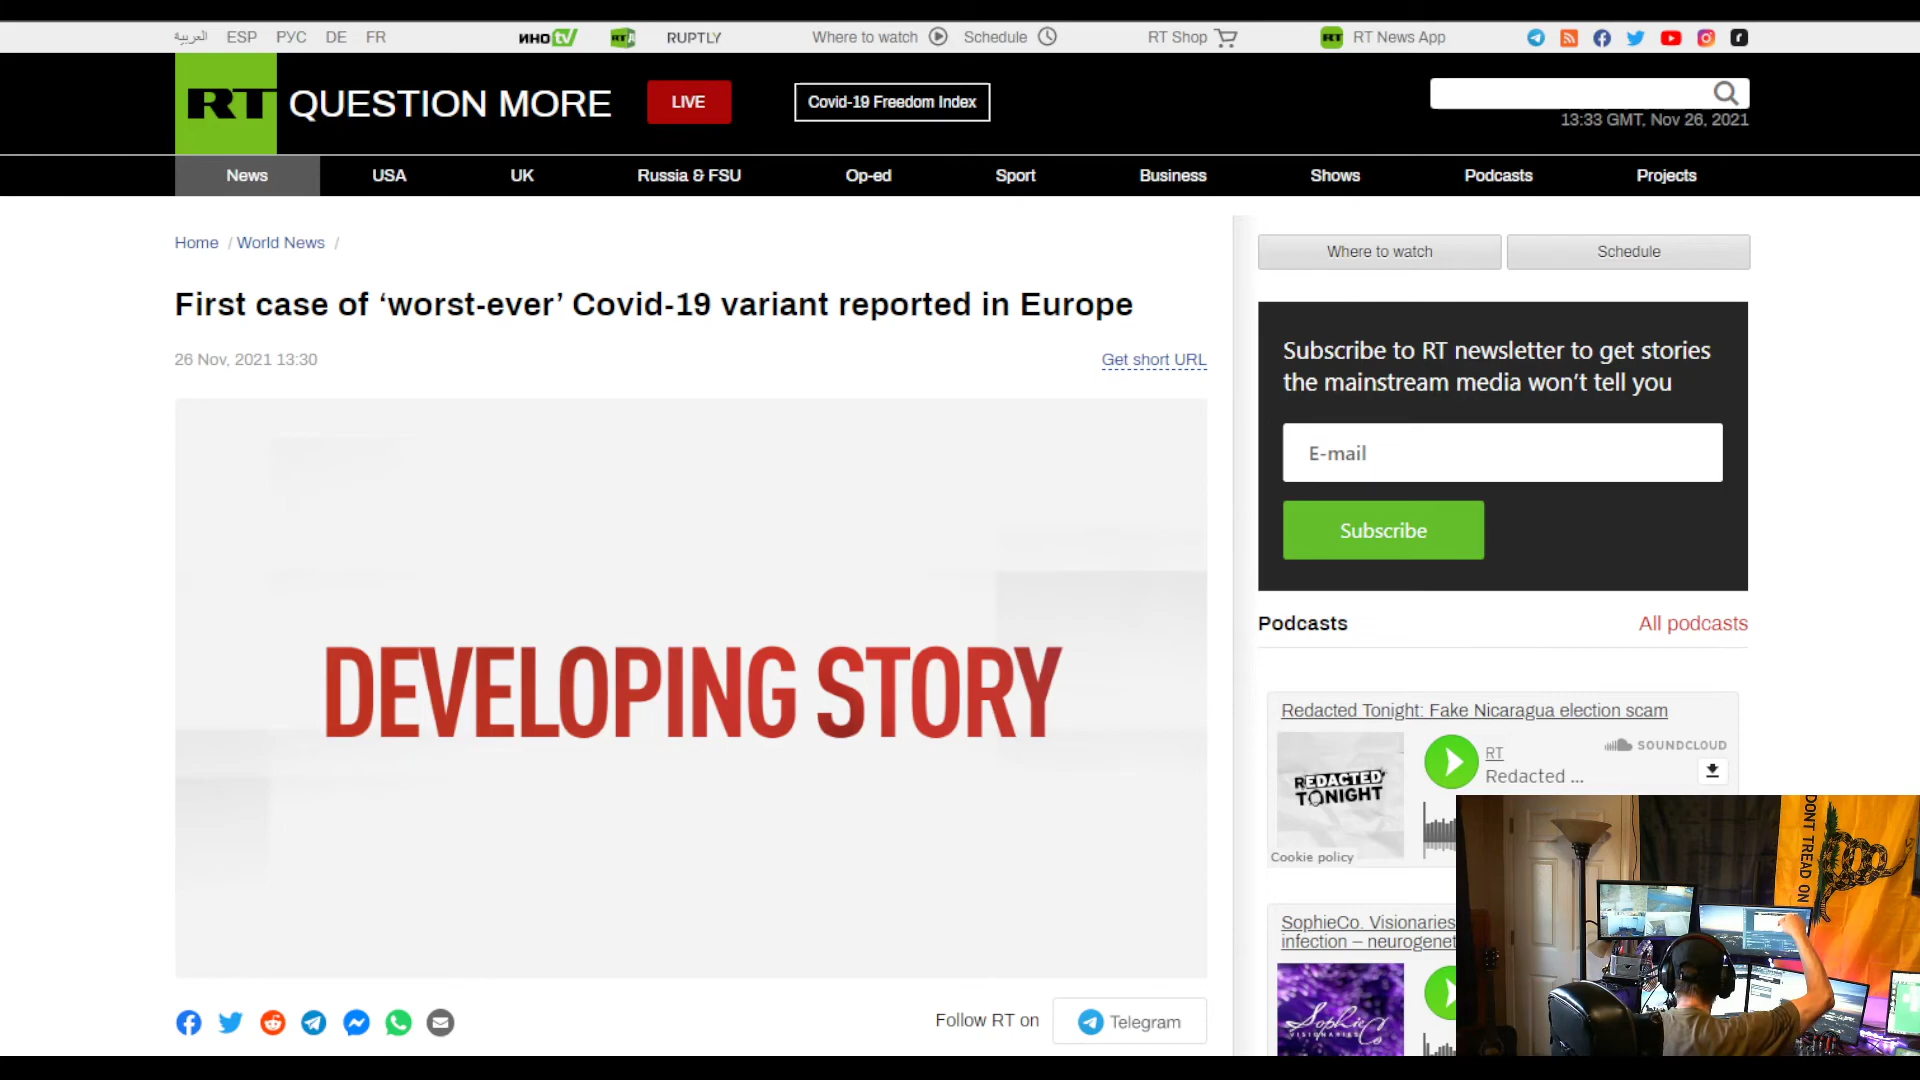 العربية ESP РУС DE FR
ИНО TV
RTД
RUPTLY
Where to watch
Schedule
RT Shop
RT
RT News App
RT QUESTION MORE
LIVE
Covid-19 Freedom Index
13:33 GMT, Nov 26, 2021
News
USA
UK
Russia & FSU
Op-ed
Sport
Business
Shows
Podcasts
Projects
Home / World News /
First case of ‘worst-ever’ Covid-19 variant reported in Europe
26 Nov, 2021 13:30
Get short URL
DEVELOPING STORY
Follow RT on
Telegram
Where to watch
Schedule
Subscribe to RT newsletter to get stories
the mainstream media won’t tell you
E-mail
Subscribe
Podcasts
All podcasts
Redacted Tonight: Fake Nicaragua election scam
REDACTED
TONIGHT
RT
Redacted ...
SOUNDCLOUD
Cookie policy
SophieCo. Visionaries
infection – neurogenet
Sophie Co
VISIONARIES
DONT TREAD ON